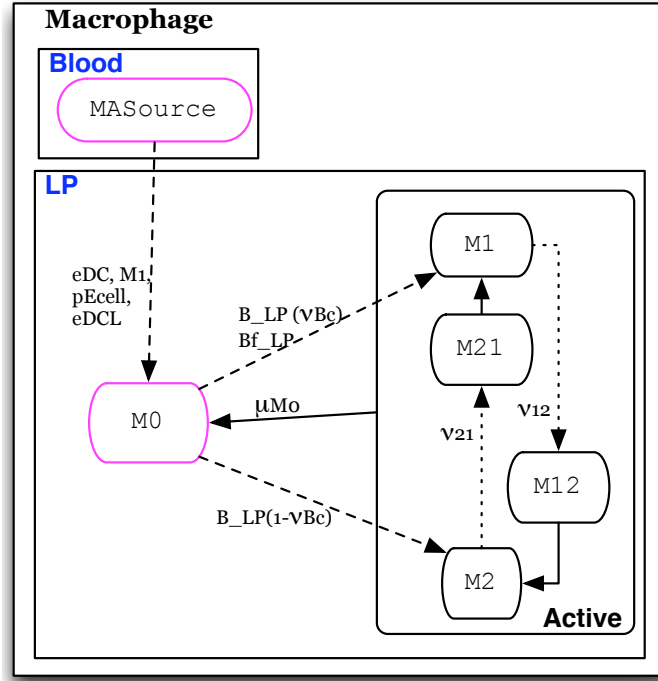 Macrophage
Blood
MASource
LP
M1
eDC, M1,
pEcell,
eDCL
B_LP (νBc)
Bf_LP
M21
M0
μM0
ν21
ν12
M12
B_LP(1-νBc)
M2
Active